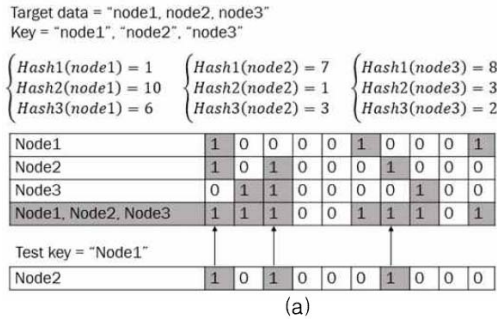 Target data = “node1, node2, node3”
Key = “node1”, “node2”, “node3”
Hash1(node1) = 1 Hash1(node2) = 7 Hash1(node3) = 8
Hash2(node1) = 10 Hash2(node2) = 1 Hash2(node3) = 3
Hash3(node1) = 6 Hash3(node2) = 3 Hash3(node3) = 2
Node1 1 0 0 0 0 1 0 0 0 1
Node2 1 0 1 0 0 0 1 0 0 0
Node3 0 1 1 0 0 0 0 1 0 0
Node1, Node2, Node3 1 1 1 0 0 1 1 1 0 1
Test key = “Node1”
Node2 1 0 1 0 0 0 1 0 0 0
(a)